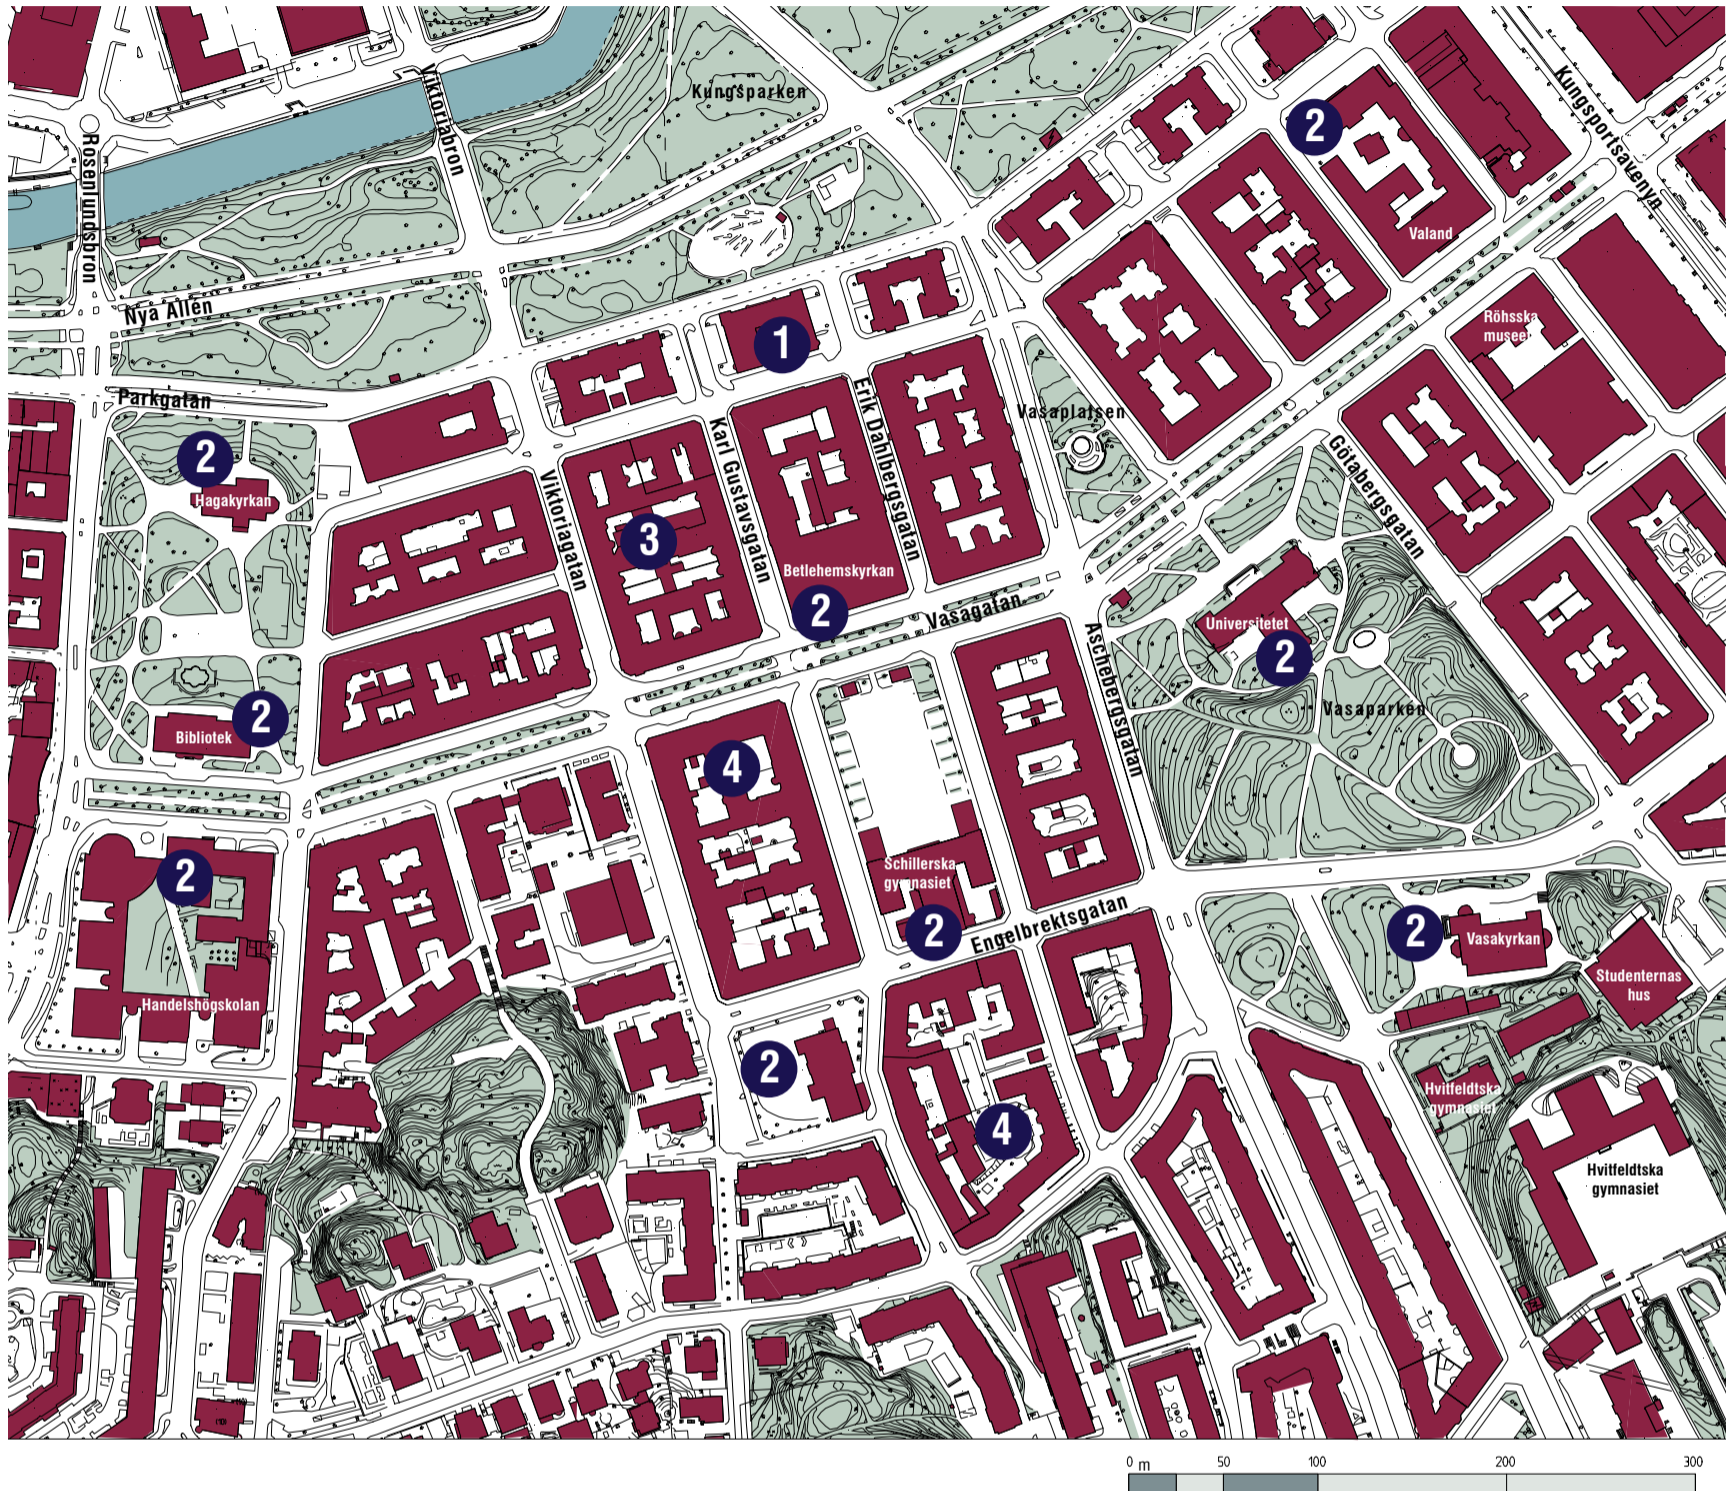 Viktoriabron
Kungsparken
Kungsportsavenyn
2
Rosenlundsbron
Valand
Nya Allén
Röhsska
museet
1
Parkgatan
Vasaplatsen
Erik Dahlbergsgatan
Karl Gustavsgatan
2
Hagakyrkan
Götabergsgatan
Viktoriagatan
3
Betlehemskyrkan
2
Vasagatan
Universitetet
2
Aschebergsgatan
Vasaparken
2
Bibliotek
4
2
Schillerska
gymnasiet
2
Engelbrektsgatan
2
Vasakyrkan
Studenternas
hus
Handelshögskolan
2
Hvitfeldtska
gymnasiet
4
Hvitfeldtska
gymnasiet
0 m 50 100 200 300